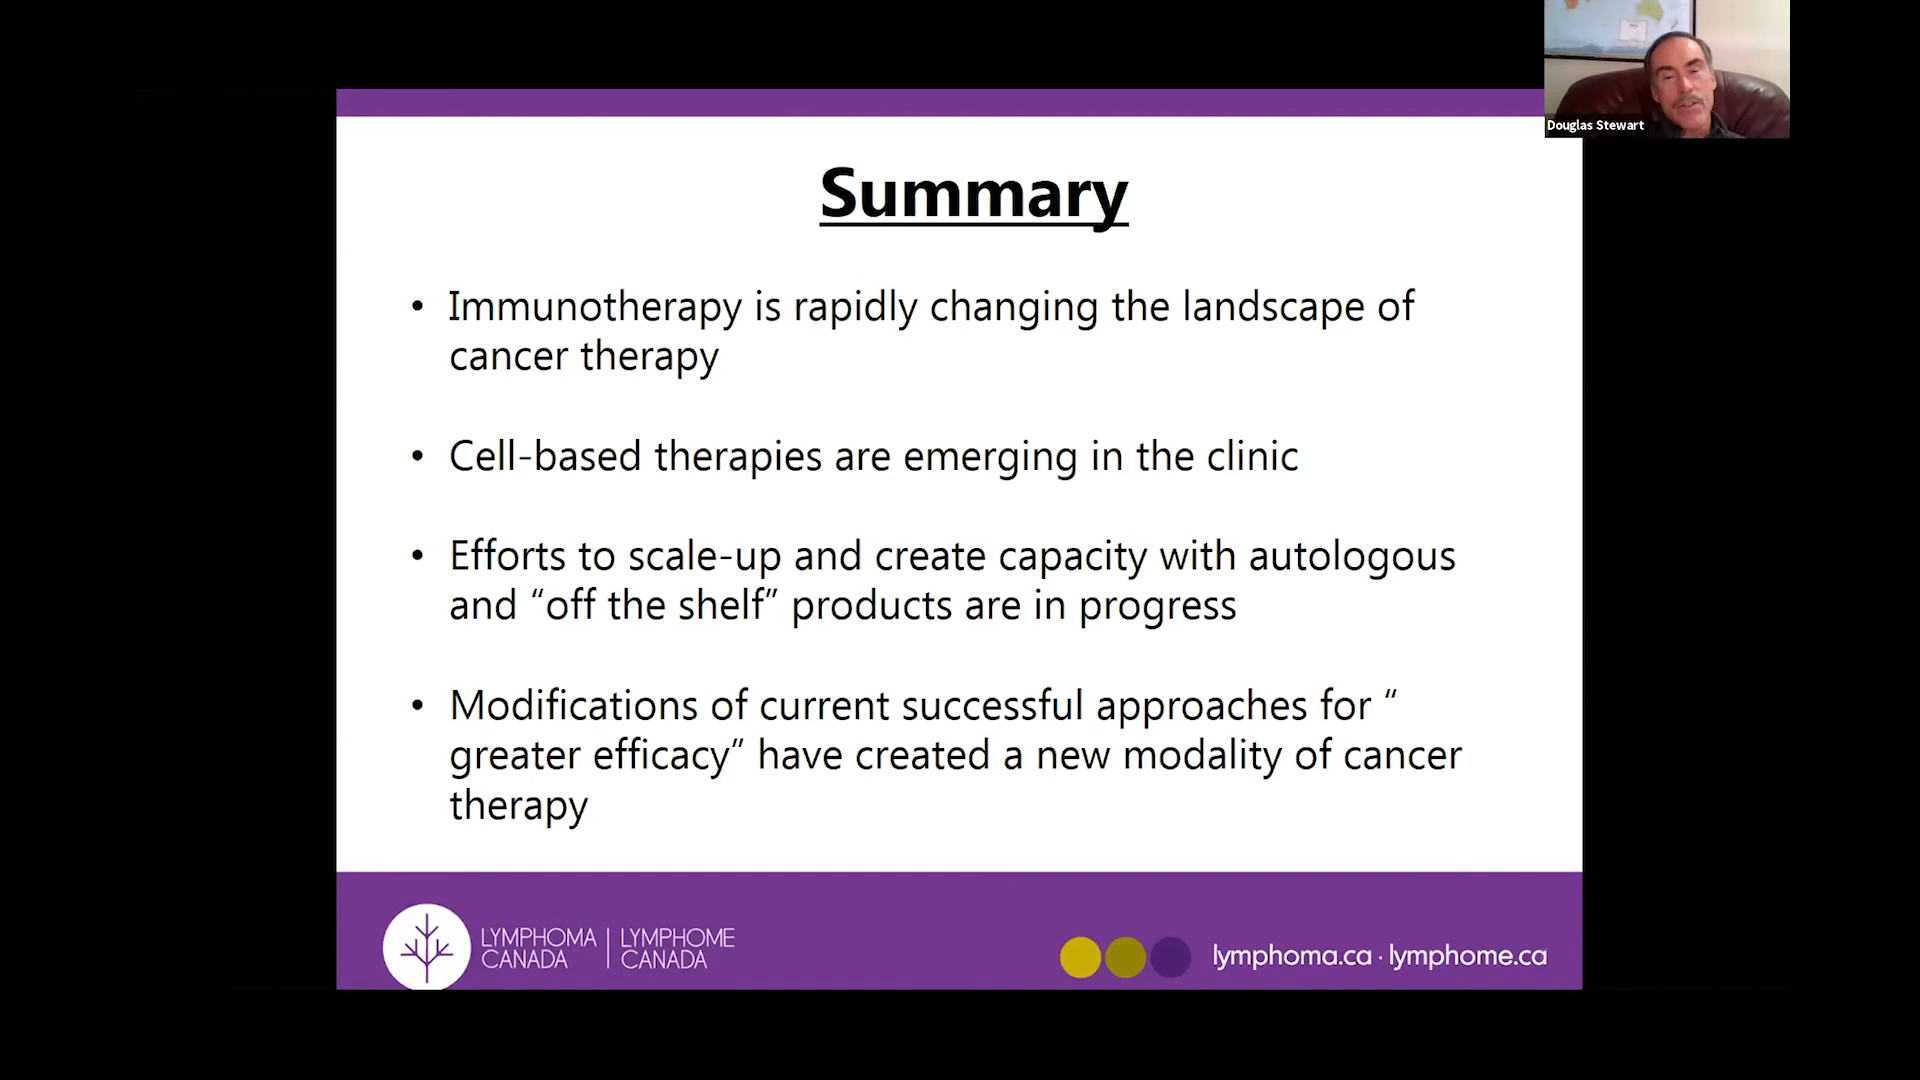 Douglas Stewart
Summary
• Immunotherapy is rapidly changing the landscape of
cancer therapy
• Cell-based therapies are emerging in the clinic
• Efforts to scale-up and create capacity with autologous
and “off the shelf” products are in progress
• Modifications of current successful approaches for “
greater efficacy” have created a new modality of cancer
therapy
LYMPHOMA CANADA | LYMPHOME CANADA
lymphoma.ca · lymphome.ca